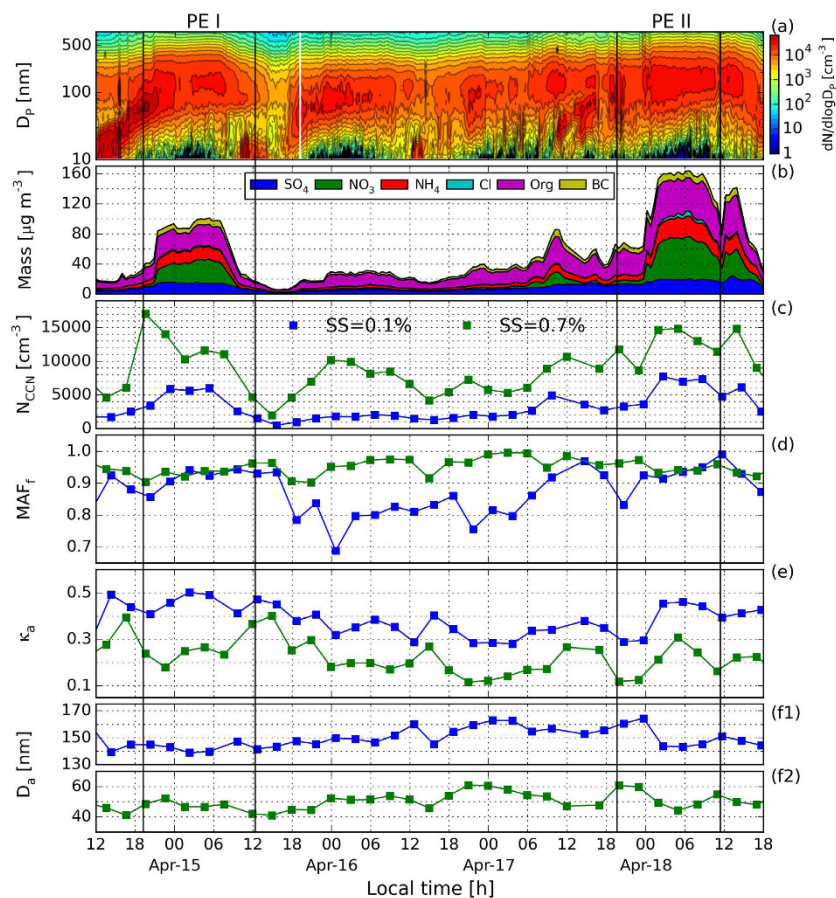 PE I PE II
(a)
500
100
10
Dp [nm]
10^4
10^3
10^2
10
1
dN/dlogDp [cm^-3]
(b)
SO4 NO3 NH4 Cl Org BC
160
120
80
40
0
Mass [μg m^-3]
(c)
SS=0.1% SS=0.7%
15000
10000
5000
0
N_CCN [cm^-3]
(d)
1.0
0.9
0.8
0.7
MAF_f
(e)
0.5
0.3
0.1
κ_a
(f1)
170
150
130
(f2)
60
40
D_a [nm]
12 18 00 06 12 18 00 06 12 18 00 06 12 18 00 06 12 18
Apr-15 Apr-16 Apr-17 Apr-18
Local time [h]